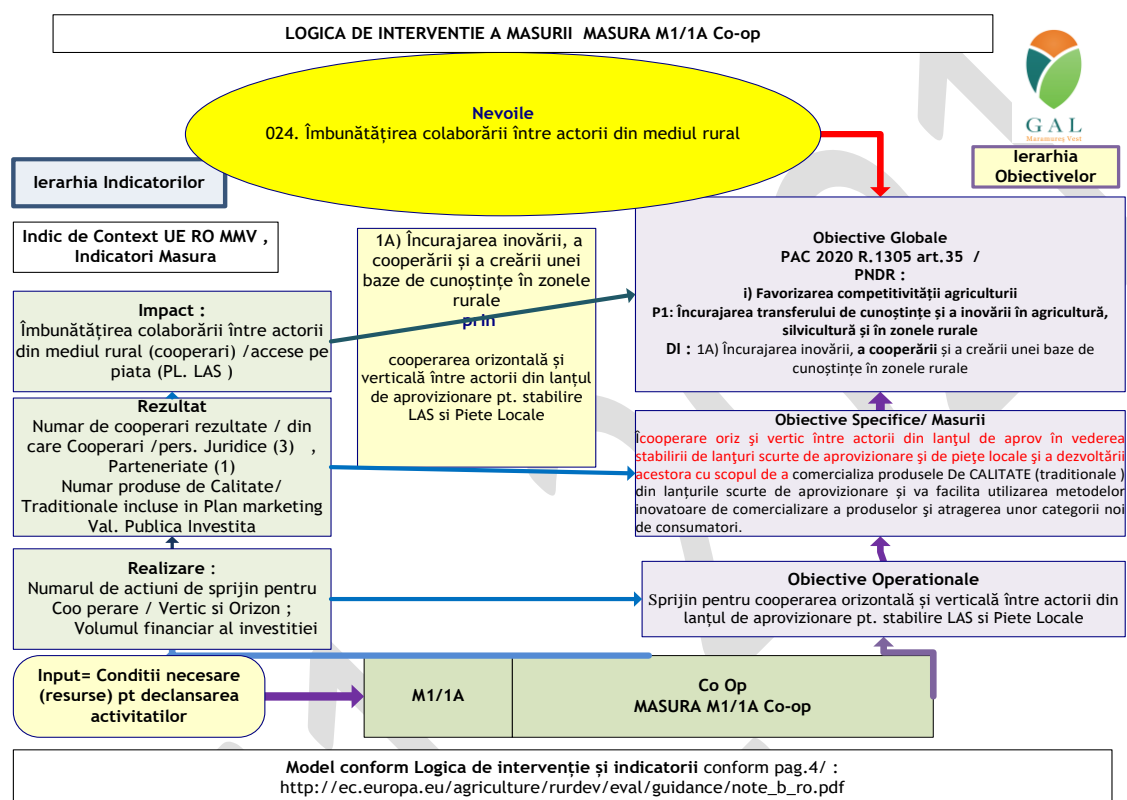 LOGICA DE INTERVENTIE A MASURII MASURA M1/1A Co-op
Nevoile
024. Îmbunătățirea colaborării între actorii din mediul rural
G A L
Maramureș Vest
Ierarhia Indicatorilor
Ierarhia
Obiectivelor
Indic de Context UE RO MMV ,
Indicatori Masura
1A) Încurajarea inovării, a
cooperării și a creării unei
baze de cunoștințe în zonele
rurale
prin
cooperarea orizontală și
verticală între actorii din lanțul
de aprovizionare pt. stabilire
LAS si Piete Locale
Obiective Globale
PAC 2020 R.1305 art.35 /
PNDR :
i) Favorizarea competitivității agriculturii
P1: Încurajarea transferului de cunoștințe și a inovării în agricultură,
silvicultură și în zonele rurale
DI : 1A) Încurajarea inovării, a cooperării și a creării unei baze de
cunoștințe în zonele rurale
Impact :
Îmbunătățirea colaborării între actorii
din mediul rural (cooperari) /accese pe
piata (PL. LAS )
Rezultat
Numar de cooperari rezultate / din
care Cooperari /pers. Juridice (3) ,
Parteneriate (1)
Numar produse de Calitate/
Traditionale incluse in Plan marketing
Val. Publica Investita
Obiective Specifice/ Masurii
Îcooperare oriz și vertic între actorii din lanțul de aprov în vederea
stabilirii de lanțuri scurte de aprovizionare și de piețe locale și a dezvoltării
acestora cu scopul de a comercializa produsele De CALITATE (traditionale )
din lanțurile scurte de aprovizionare și va facilita utilizarea metodelor
inovatoare de comercializare a produselor și atragerea unor categorii noi
de consumatori.
Realizare :
Numarul de actiuni de sprijin pentru
Coo perare / Vertic si Orizon ;
Volumul financiar al investitiei
Obiective Operationale
Sprijin pentru cooperarea orizontală și verticală între actorii din
lanțul de aprovizionare pt. stabilire LAS si Piete Locale
Input= Conditii necesare
(resurse) pt declansarea
activitatilor
M1/1A
Co Op
MASURA M1/1A Co-op
Model conform Logica de intervenție și indicatorii conform pag.4/ :
http://ec.europa.eu/agriculture/rurdev/eval/guidance/note_b_ro.pdf